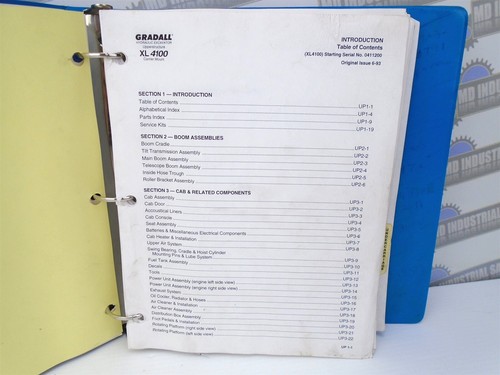 GRADALL
HYDRAULIC EXCAVATOR
Upperstructure
XL 4100
Carrier-Mount
INTRODUCTION
Table of Contents
(XL4100) Starting Serial No. 0411200
Original Issue 6-93
SECTION 1 — INTRODUCTION
Table of Contents UP1-1
Alphabetical Index UP1-4
Parts Index UP1-9
Service Kits UP1-19
SECTION 2 — BOOM ASSEMBLIES
Boom Cradle UP2-1
Tilt Transmission Assembly UP2-2
Main Boom Assembly UP2-3
Telescope Boom Assembly UP2-4
Inside Hose Trough UP2-5
Roller Bracket Assembly UP2-6
SECTION 3 — CAB & RELATED COMPONENTS
Cab Assembly UP3-1
Cab Door UP3-2
Accoustical Liners UP3-3
Cab Console UP3-4
Seat Assembly UP3-5
Batteries & Miscellaneous Electrical Components UP3-6
Cab Heater & Installation UP3-7
Upper Air System UP3-8
Swing Bearing, Cradle & Hoist Cylinder
Mounting Pins & Lube System UP3-9
Fuel Tank Assembly UP3-10
Decals UP3-11
Tools UP3-12
Power Unit Assembly (engine left side view) UP3-13
Power Unit Assembly (engine right side view) UP3-14
Exhaust System UP3-15
Oil Cooler, Radiator & Hoses UP3-16
Air Cleaner & Installation UP3-17
Air Cleaner Assembly UP3-18
Distribution Box Assembly UP3-19
Foot Pedals & Installation UP3-20
Rotating Platform (right side view) UP3-21
Rotating Platform (left side view) UP3-22
UP 1-1
MD INDUSTRIAL